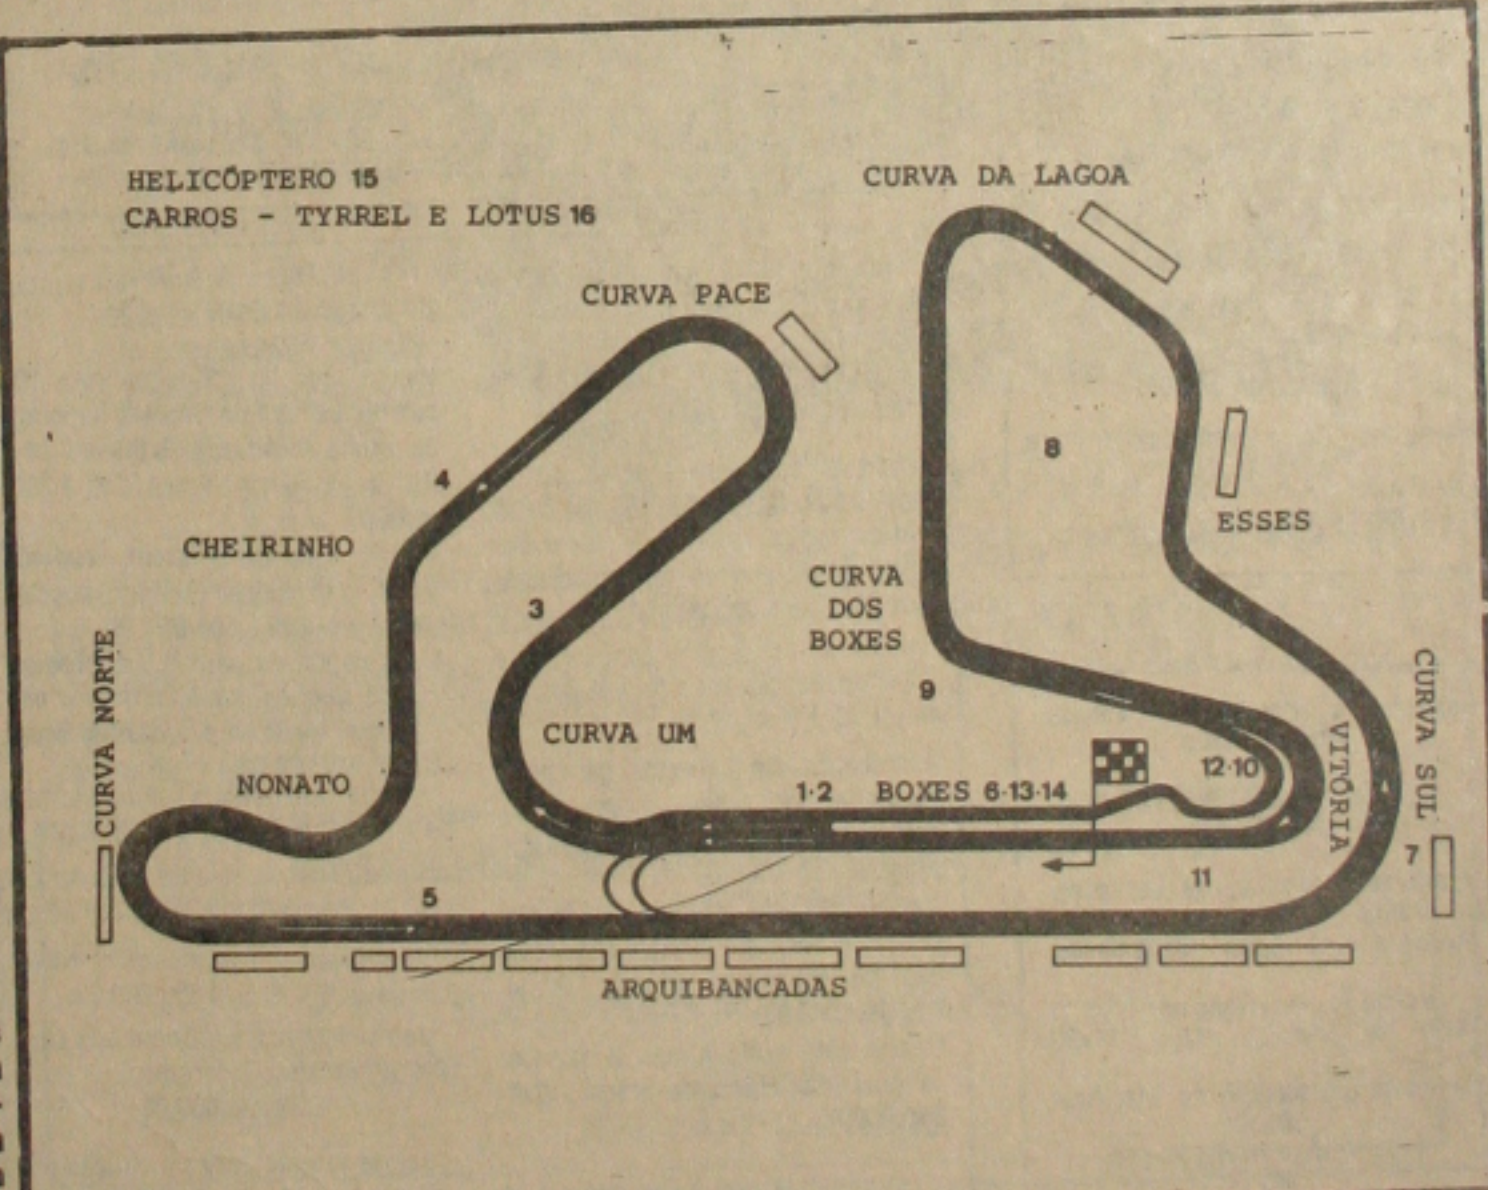 HELICÓPTERO 15
CARROS - TYRREL E LOTUS 16
CURVA DA LAGOA
CURVA PACE
4
8
ESSES
CHEIRINHO
3
CURVA
DOS
BOXES
9
CURVA NORTE
CURVA UM
NONATO
1·2
BOXES 6·13·14
12·10
VITÓRIA
CURVA SUL
7
11
5
ARQUIBANCADAS